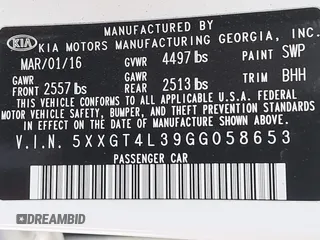 MANUFACTURED BY
KIA KIA MOTORS MANUFACTURING GEORGIA, INC.
MAR/01/16 GVWR 4497 lbs PAINT SWP
GAWR GAWR TRIM BHH
FRONT 2557 lbs REAR 2513 lbs
THIS VEHICLE CONFORMS TO ALL APPLICABLE
U.S.A. FEDERAL SAFETY, BUMPER, AND THEFT PREVENTION STANDARDS
MOTOR VEHICLE IN EFFECT ON THE DATE OF MANUFACTURE SHOWN ABOVE.
V.I.N. 5XXGT4L39GG058653
PASSENGER CAR
DREAMBID